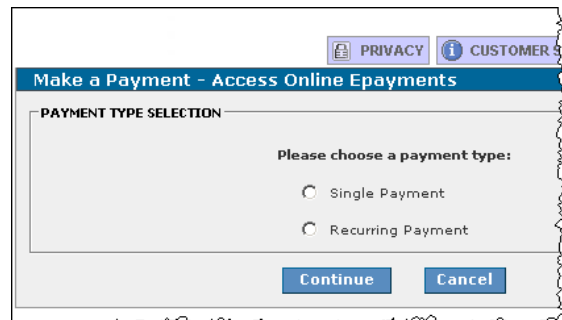 PRIVACY CUSTOMER
Make a Payment - Access Online Epayments
PAYMENT TYPE SELECTION
Please choose a payment type:
Single Payment
Recurring Payment
Continue Cancel